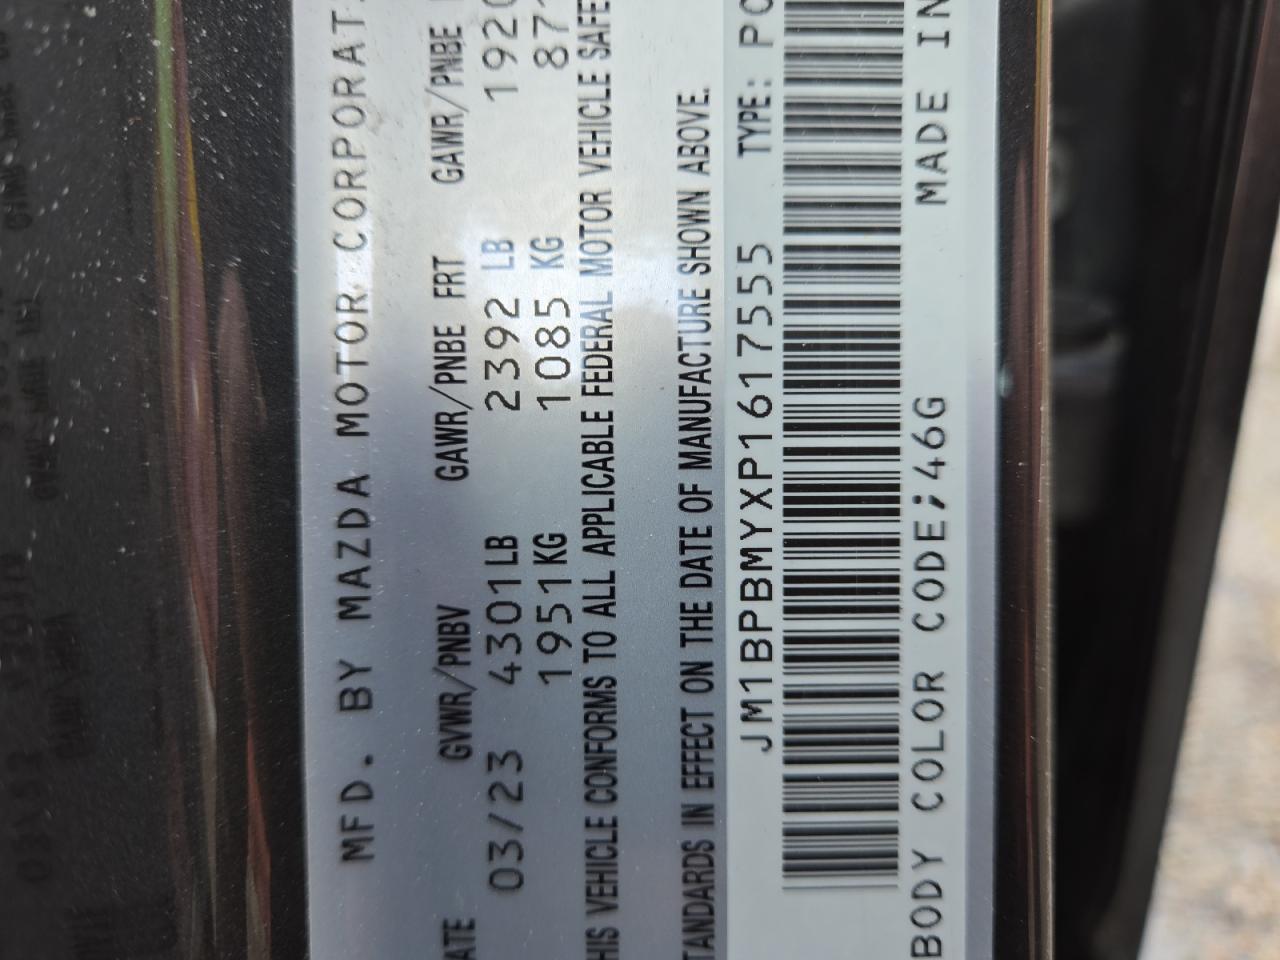 MFD. BY MAZDA MOTOR CORPORAT
ATE GVWR/PNBV GAWR/PNBE FRT GAWR/PNBE
03/23 4301LB 2392 LB 192
1951KG 1085 KG 87
HIS VEHICLE CONFORMS TO ALL APPLICABLE FEDERAL MOTOR VEHICLE SAFE
TANDARDS IN EFFECT ON THE DATE OF MANUFACTURE SHOWN ABOVE.
JM1BPBMYXP1617555 TYPE: PC
BODY COLOR CODE;46G MADE IN